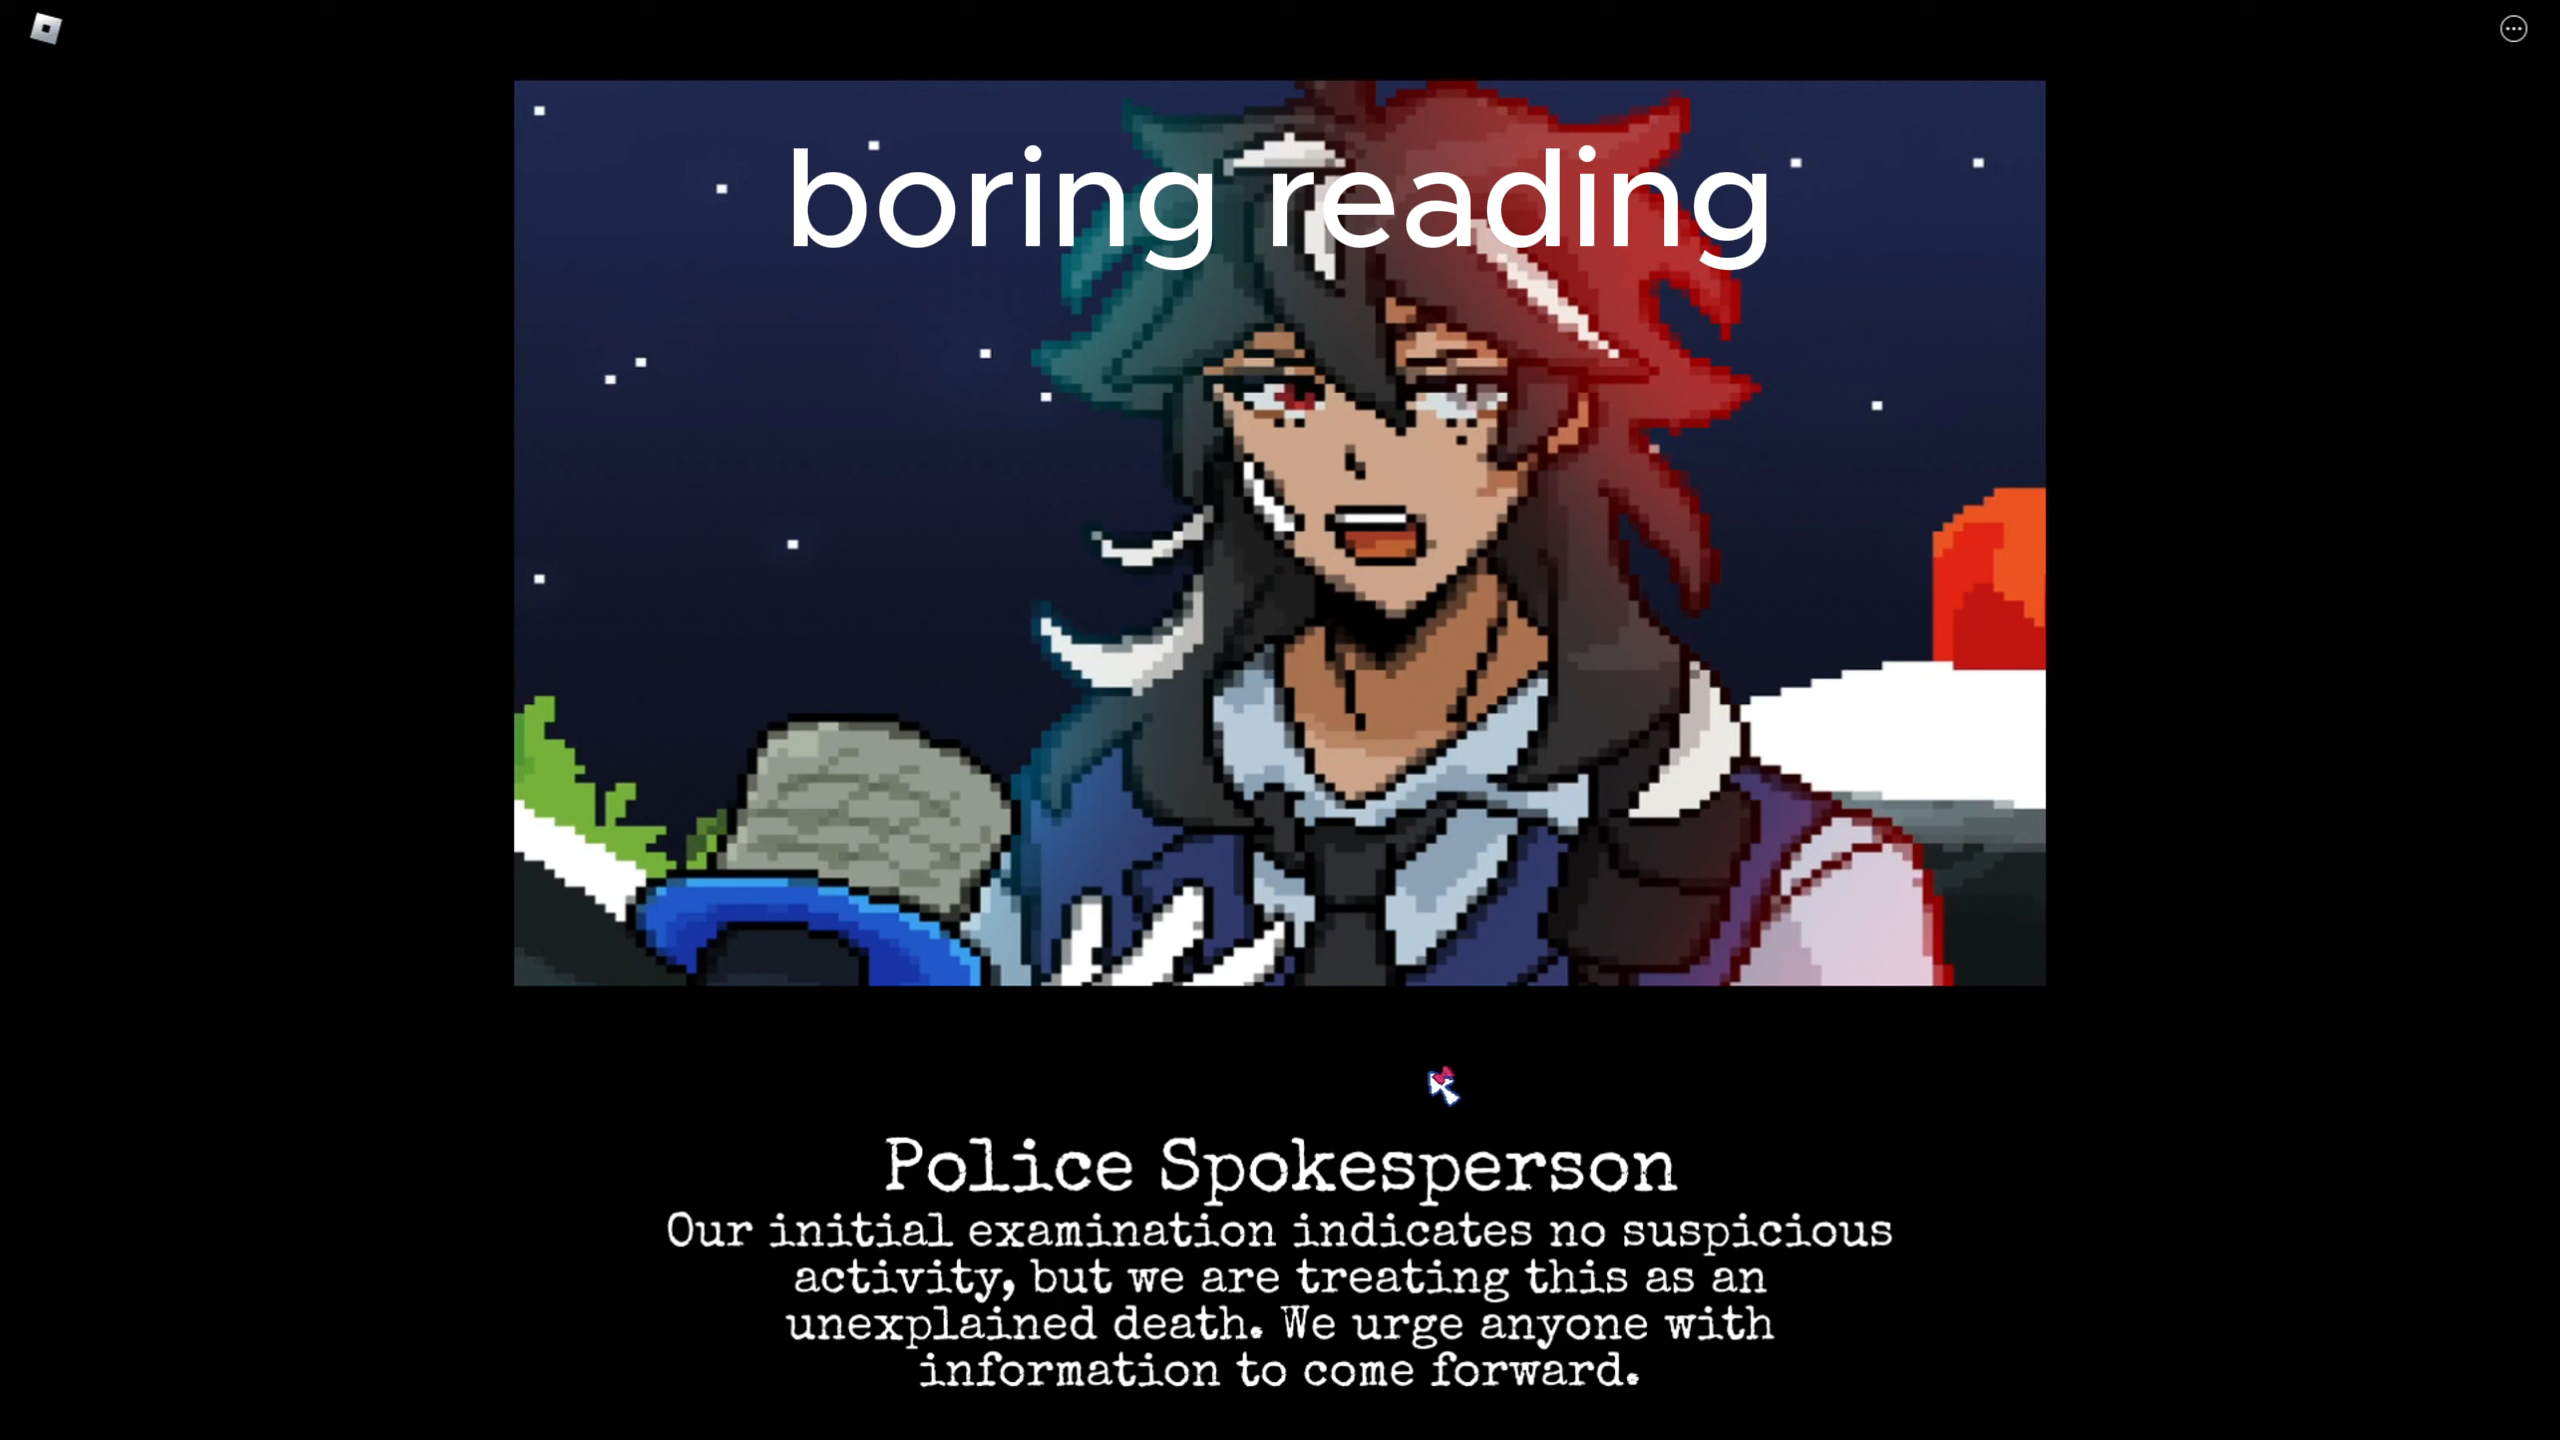 boring reading
Police Spokesperson
Our initial examination indicates no suspicious
activity, but we are treating this as an
unexplained death. We urge anyone with
information to come forward.